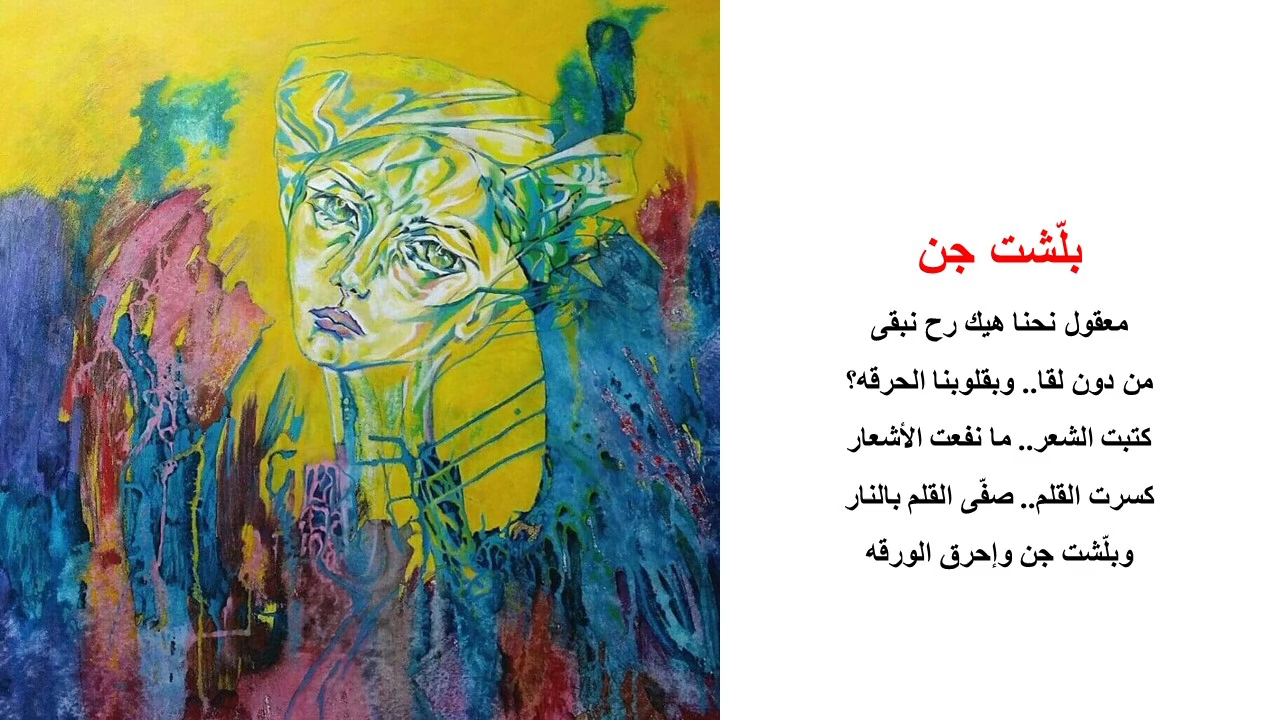 بلّشت جن
معقول نحنا هيك رح نبقى
من دون لقا.. وبقلوبنا الحرقه؟
كتبت الشعر.. ما نفعت الأشعار
كسرت القلم.. صفّى القلم بالنار
وبلّشت جن وإحرق الورقه